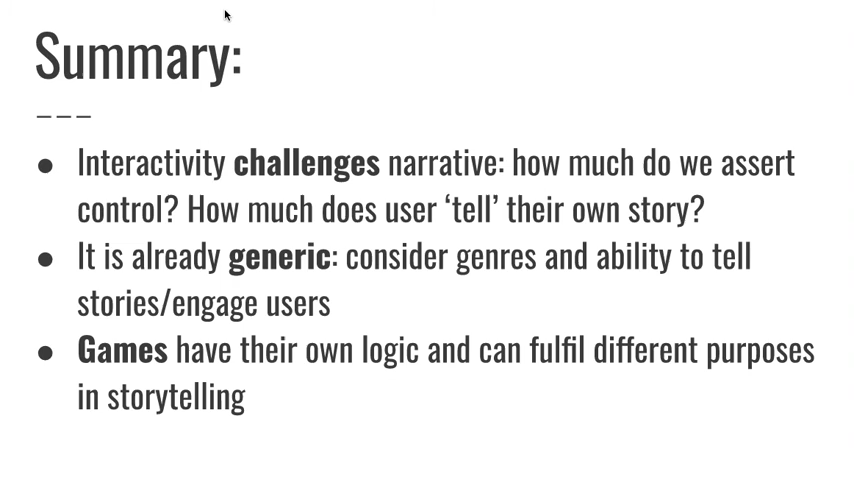 Summary:
● Interactivity challenges narrative: how much do we assert
control? How much does user ‘tell’ their own story?
● It is already generic: consider genres and ability to tell
stories/engage users
● Games have their own logic and can fulfil different purposes
in storytelling